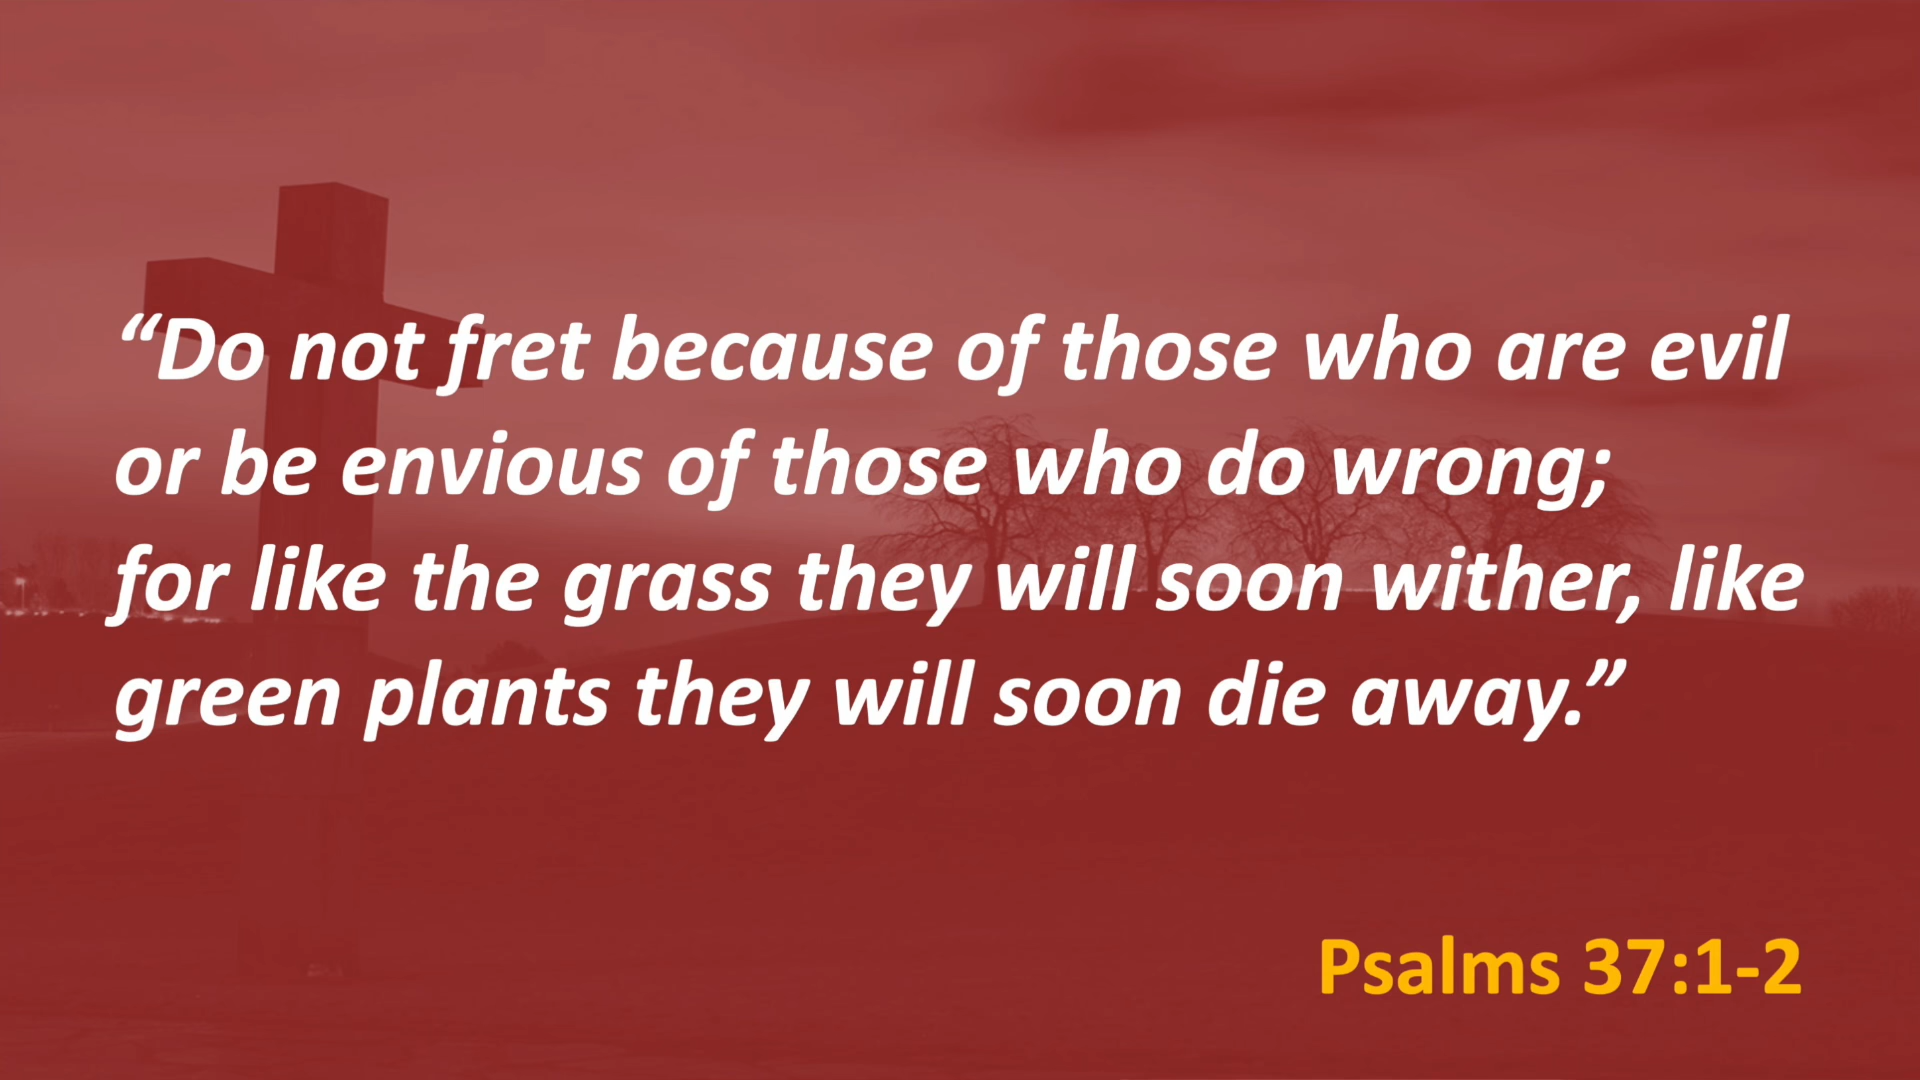 “Do not fret because of those who are evil
or be envious of those who do wrong;
for like the grass they will soon wither, like
green plants they will soon die away.”
Psalms 37:1-2